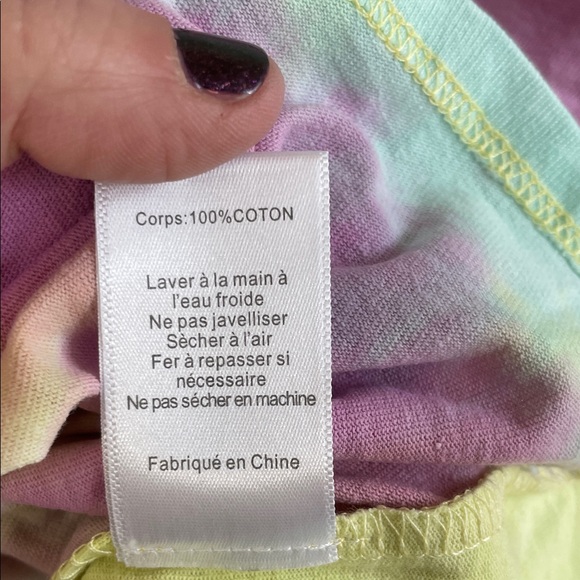 Corps:100%COTON
Laver à la main à
l'eau froide
Ne pas javelliser
Sècher à l'air
Fer à repasser si
nécessaire
Ne pas sécher en machine
Fabriqué en Chine